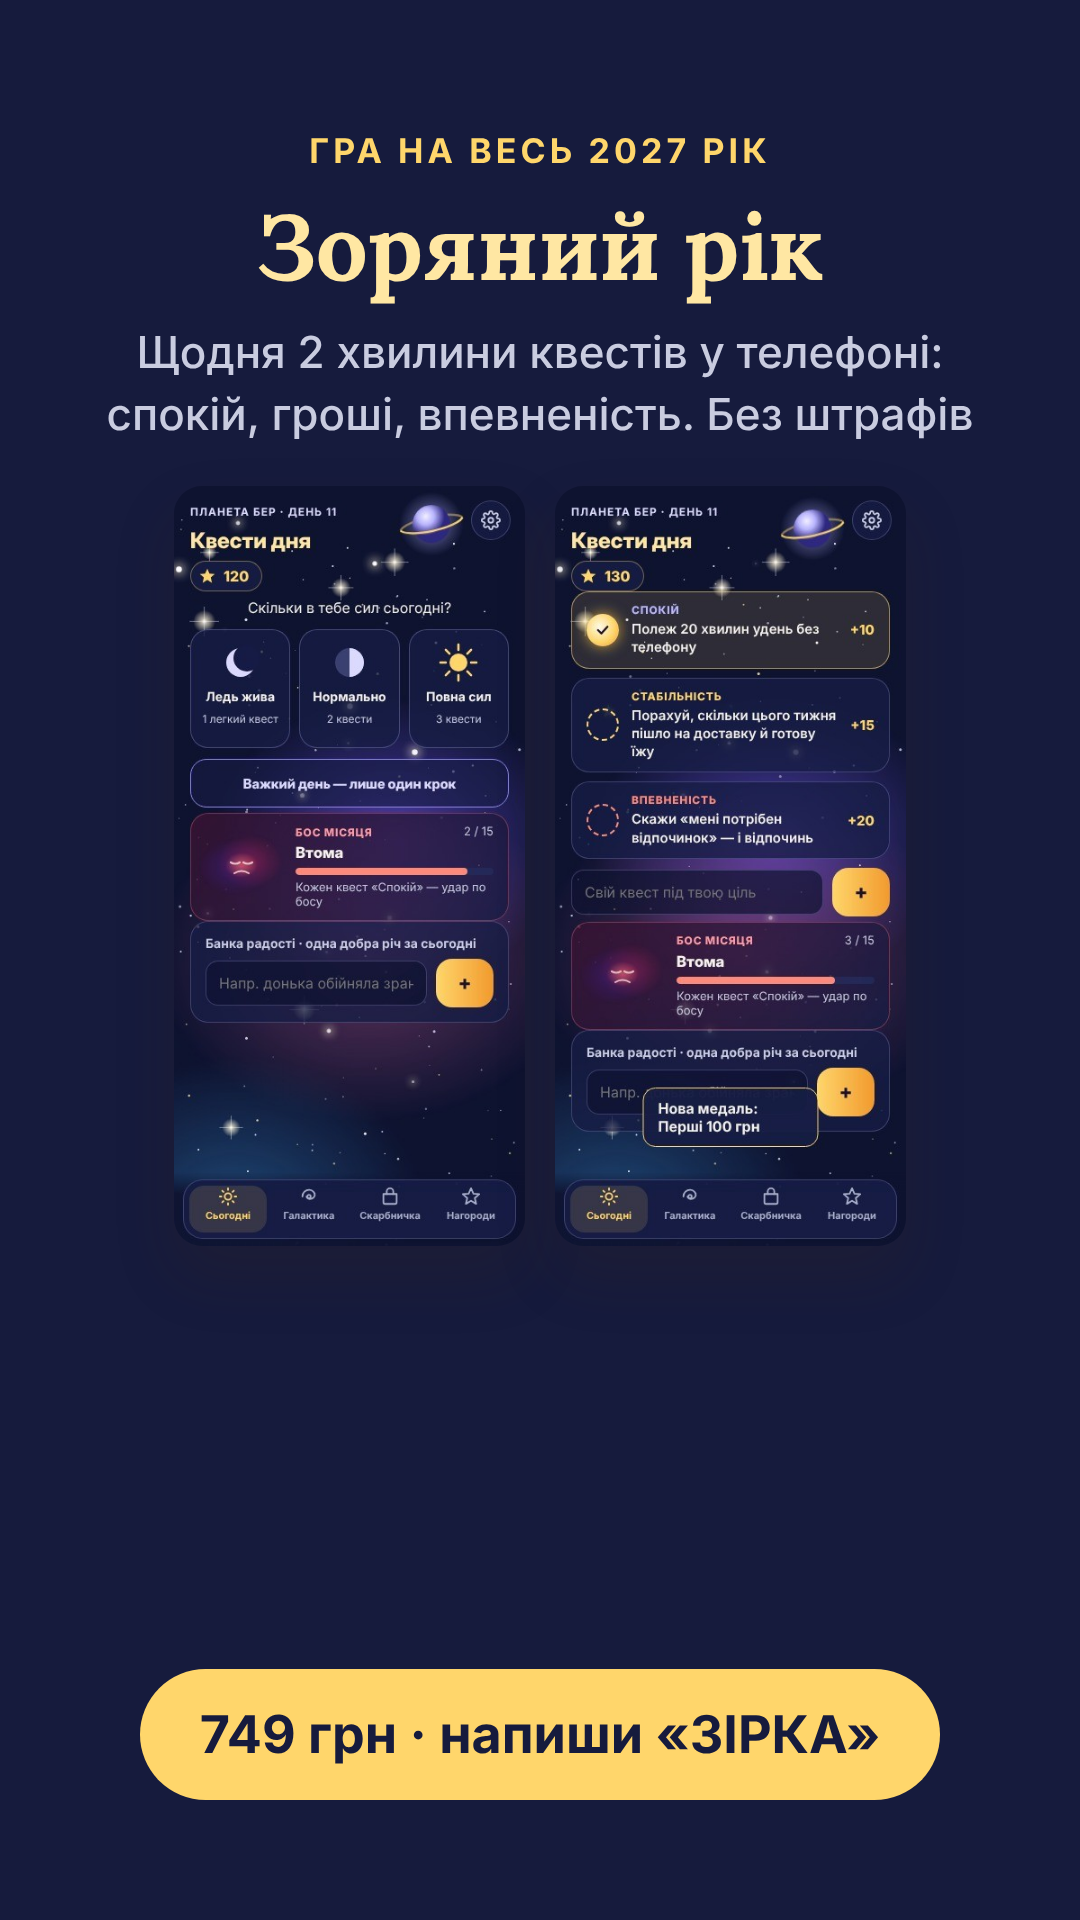 ГРА НА ВЕСЬ 2027 РІК
Зоряний рік
Щодня 2 хвилини квестів у телефоні:
спокій, гроші, впевненість. Без штрафів
ПЛАНЕТА БЕР · ДЕНЬ 11
Квести дня
120
Скільки в тебе сил сьогодні?
Ледь жива
1 легкий квест
Нормально
2 квести
Повна сил
3 квести
Важкий день — лише один крок
БОС МІСЯЦЯ
2 / 15
Втома
Кожен квест «Спокій» — удар по
босу
Банка радості · одна добра річ за сьогодні
Напр. донька обійняла зран
+
Сьогодні
Галактика
Скарбничка
Нагороди
ПЛАНЕТА БЕР · ДЕНЬ 11
Квести дня
130
СПОКІЙ
Полеж 20 хвилин удень без
телефону
+10
СТАБІЛЬНІСТЬ
Порахуй, скільки цього тижня
пішло на доставку й готову
їжу
+15
ВПЕВНЕНІСТЬ
Скажи «мені потрібен
відпочинок» — і відпочинь
+20
Свій квест під твою ціль
+
БОС МІСЯЦЯ
3 / 15
Втома
Кожен квест «Спокій» — удар по
босу
Банка радості · одна добра річ за сьогодні
Напр.
+
Нова медаль:
Перші 100 грн
Сьогодні
Галактика
Скарбничка
Нагороди
749 грн · напиши «ЗІРКА»